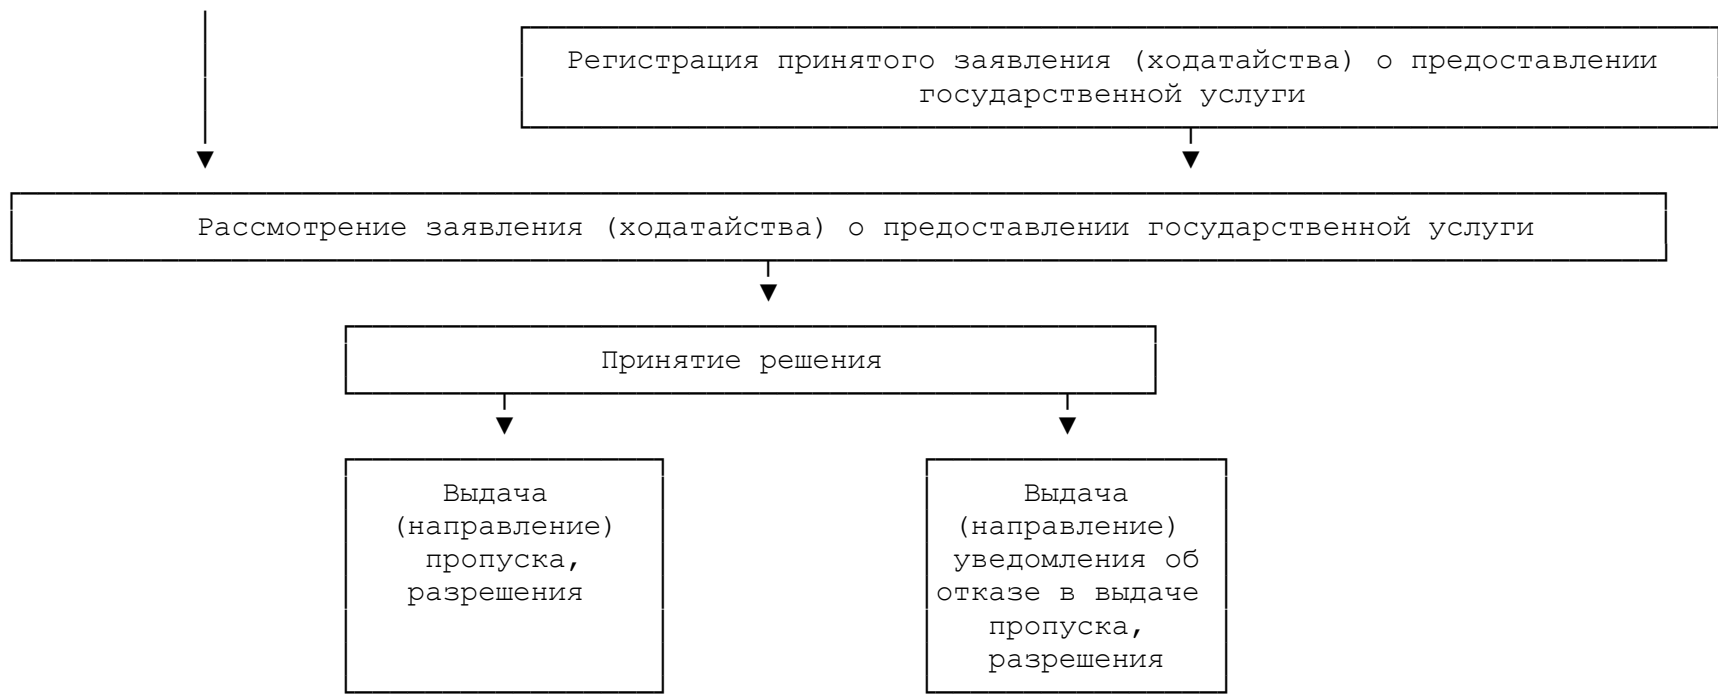 Регистрация принятого заявления (ходатайства) о предоставлении
государственной услуги
Рассмотрение заявления (ходатайства) о предоставлении государственной услуги
Принятие решения
Выдача
(направление)
пропуска,
разрешения
Выдача
(направление)
уведомления об
отказе в выдаче
пропуска,
разрешения